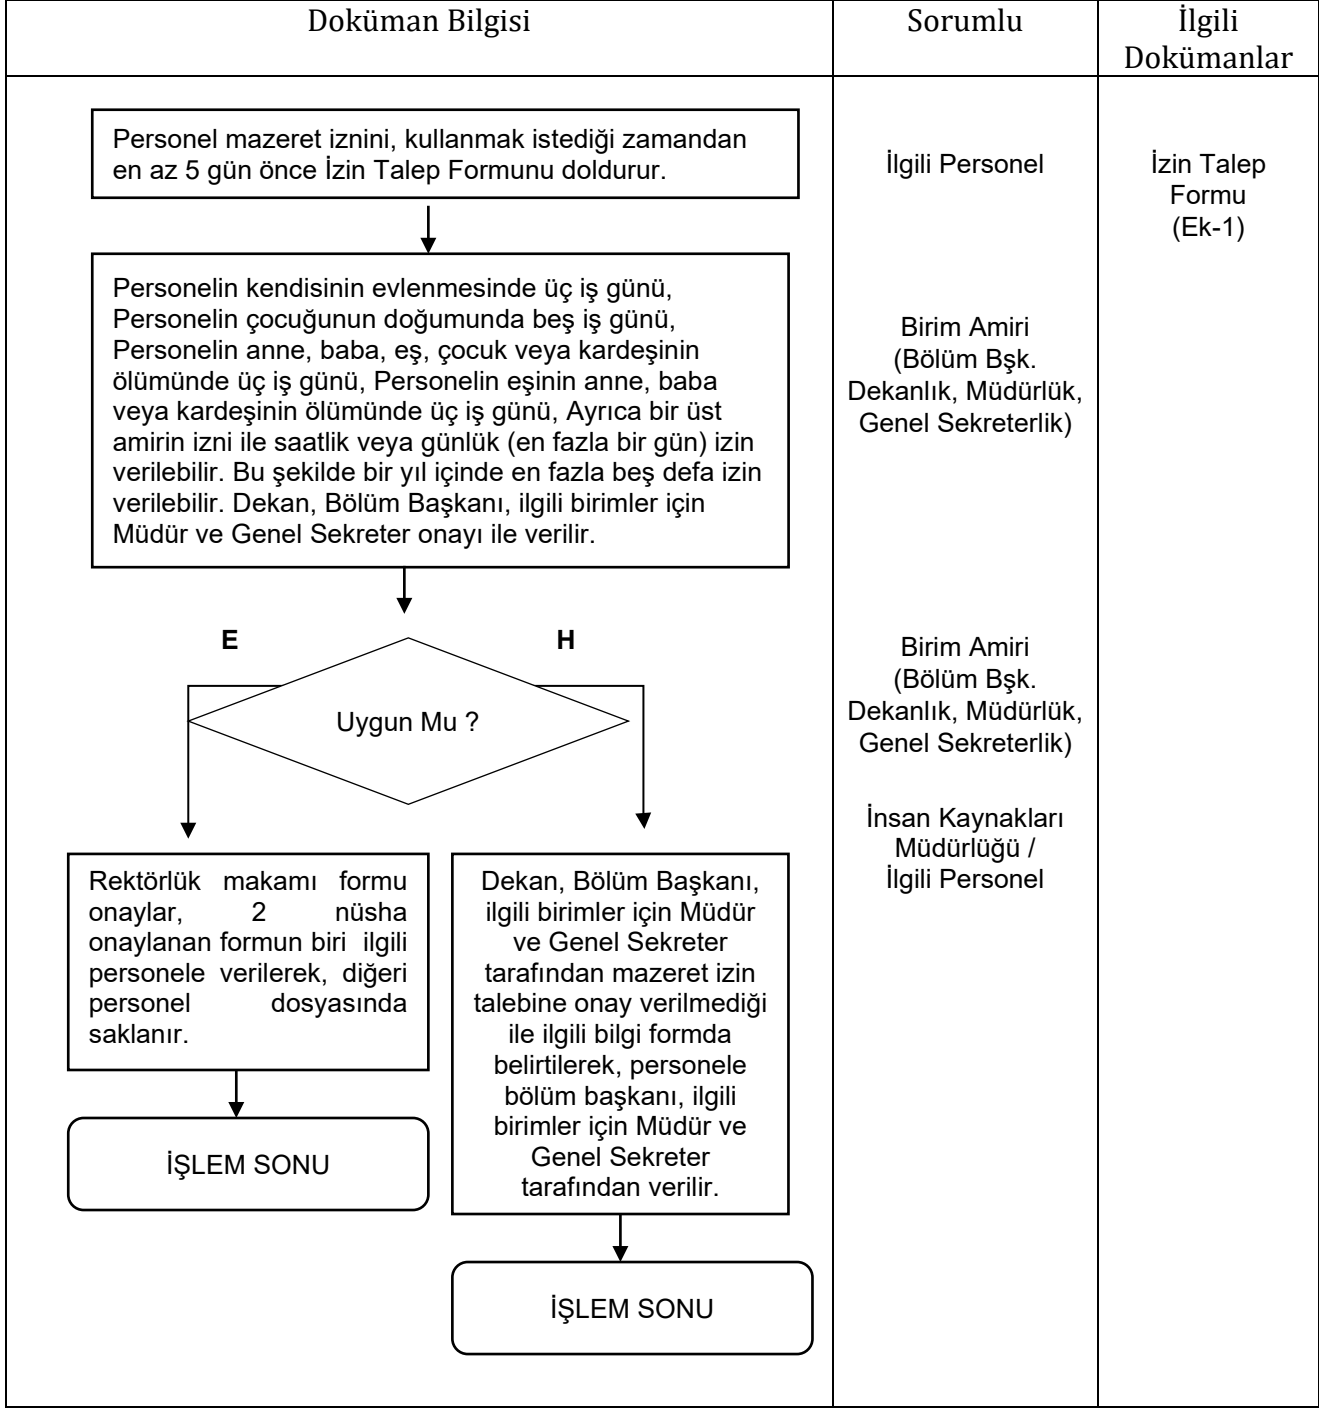 Doküman Bilgisi
Sorumlu
İlgili
Dokümanlar
Personel mazeret iznini, kullanmak istediği zamandan
en az 5 gün önce İzin Talep Formunu doldurur.
İlgili Personel
İzin Talep
Formu
(Ek-1)
Personelin kendisinin evlenmesinde üç iş günü,
Personelin çocuğunun doğumunda beş iş günü,
Personelin anne, baba, eş, çocuk veya kardeşinin
ölümünde üç iş günü, Personelin eşinin anne, baba
veya kardeşinin ölümünde üç iş günü, Ayrıca bir üst
amirin izni ile saatlik veya günlük (en fazla bir gün) izin
verilebilir. Bu şekilde bir yıl içinde en fazla beş defa izin
verilebilir. Dekan, Bölüm Başkanı, ilgili birimler için
Müdür ve Genel Sekreter onayı ile verilir.
Birim Amiri
(Bölüm Bşk.
Dekanlık, Müdürlük,
Genel Sekreterlik)
E
H
Uygun Mu ?
Birim Amiri
(Bölüm Bşk.
Dekanlık, Müdürlük,
Genel Sekreterlik)
İnsan Kaynakları
Müdürlüğü /
İlgili Personel
Rektörlük makamı formu
onaylar, 2 nüsha
onaylanan formun biri ilgili
personele verilerek, diğeri
personel dosyasında
saklanır.
İŞLEM SONU
Dekan, Bölüm Başkanı,
ilgili birimler için Müdür
ve Genel Sekreter
tarafından mazeret izin
talebine onay verilmediği
ile ilgili bilgi formda
belirtilerek, personele
bölüm başkanı, ilgili
birimler için Müdür ve
Genel Sekreter
tarafından verilir.
İŞLEM SONU